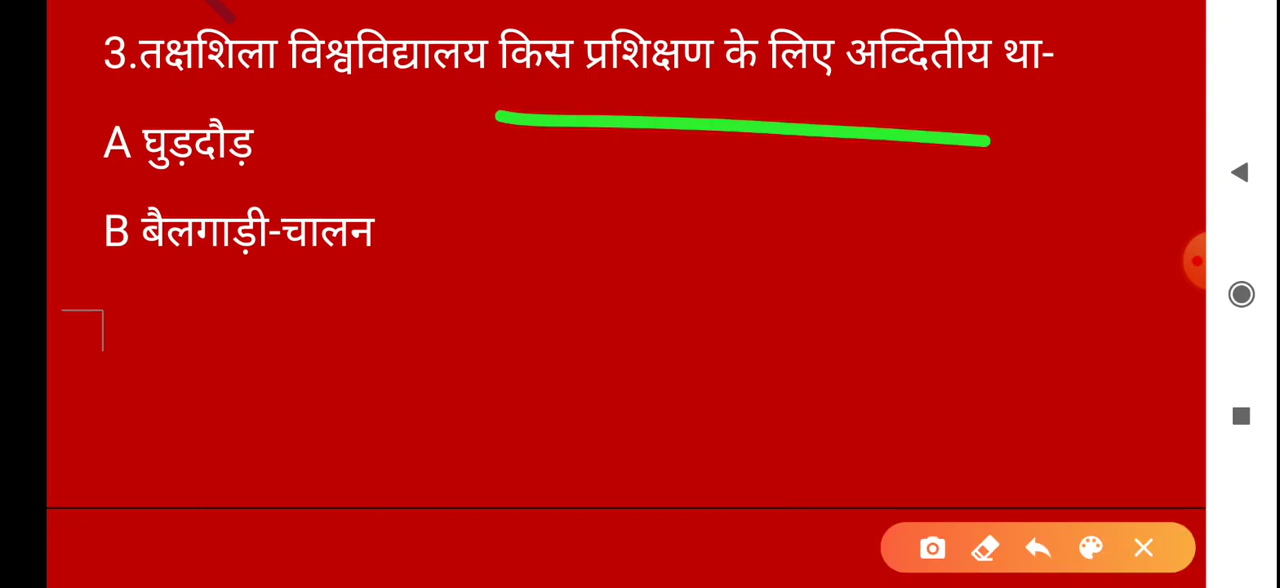 3.तक्षशिला विश्वविद्यालय किस प्रशिक्षण के लिए अव्दितीय था-
A घुड़दौड़
B बैलगाड़ी-चालन